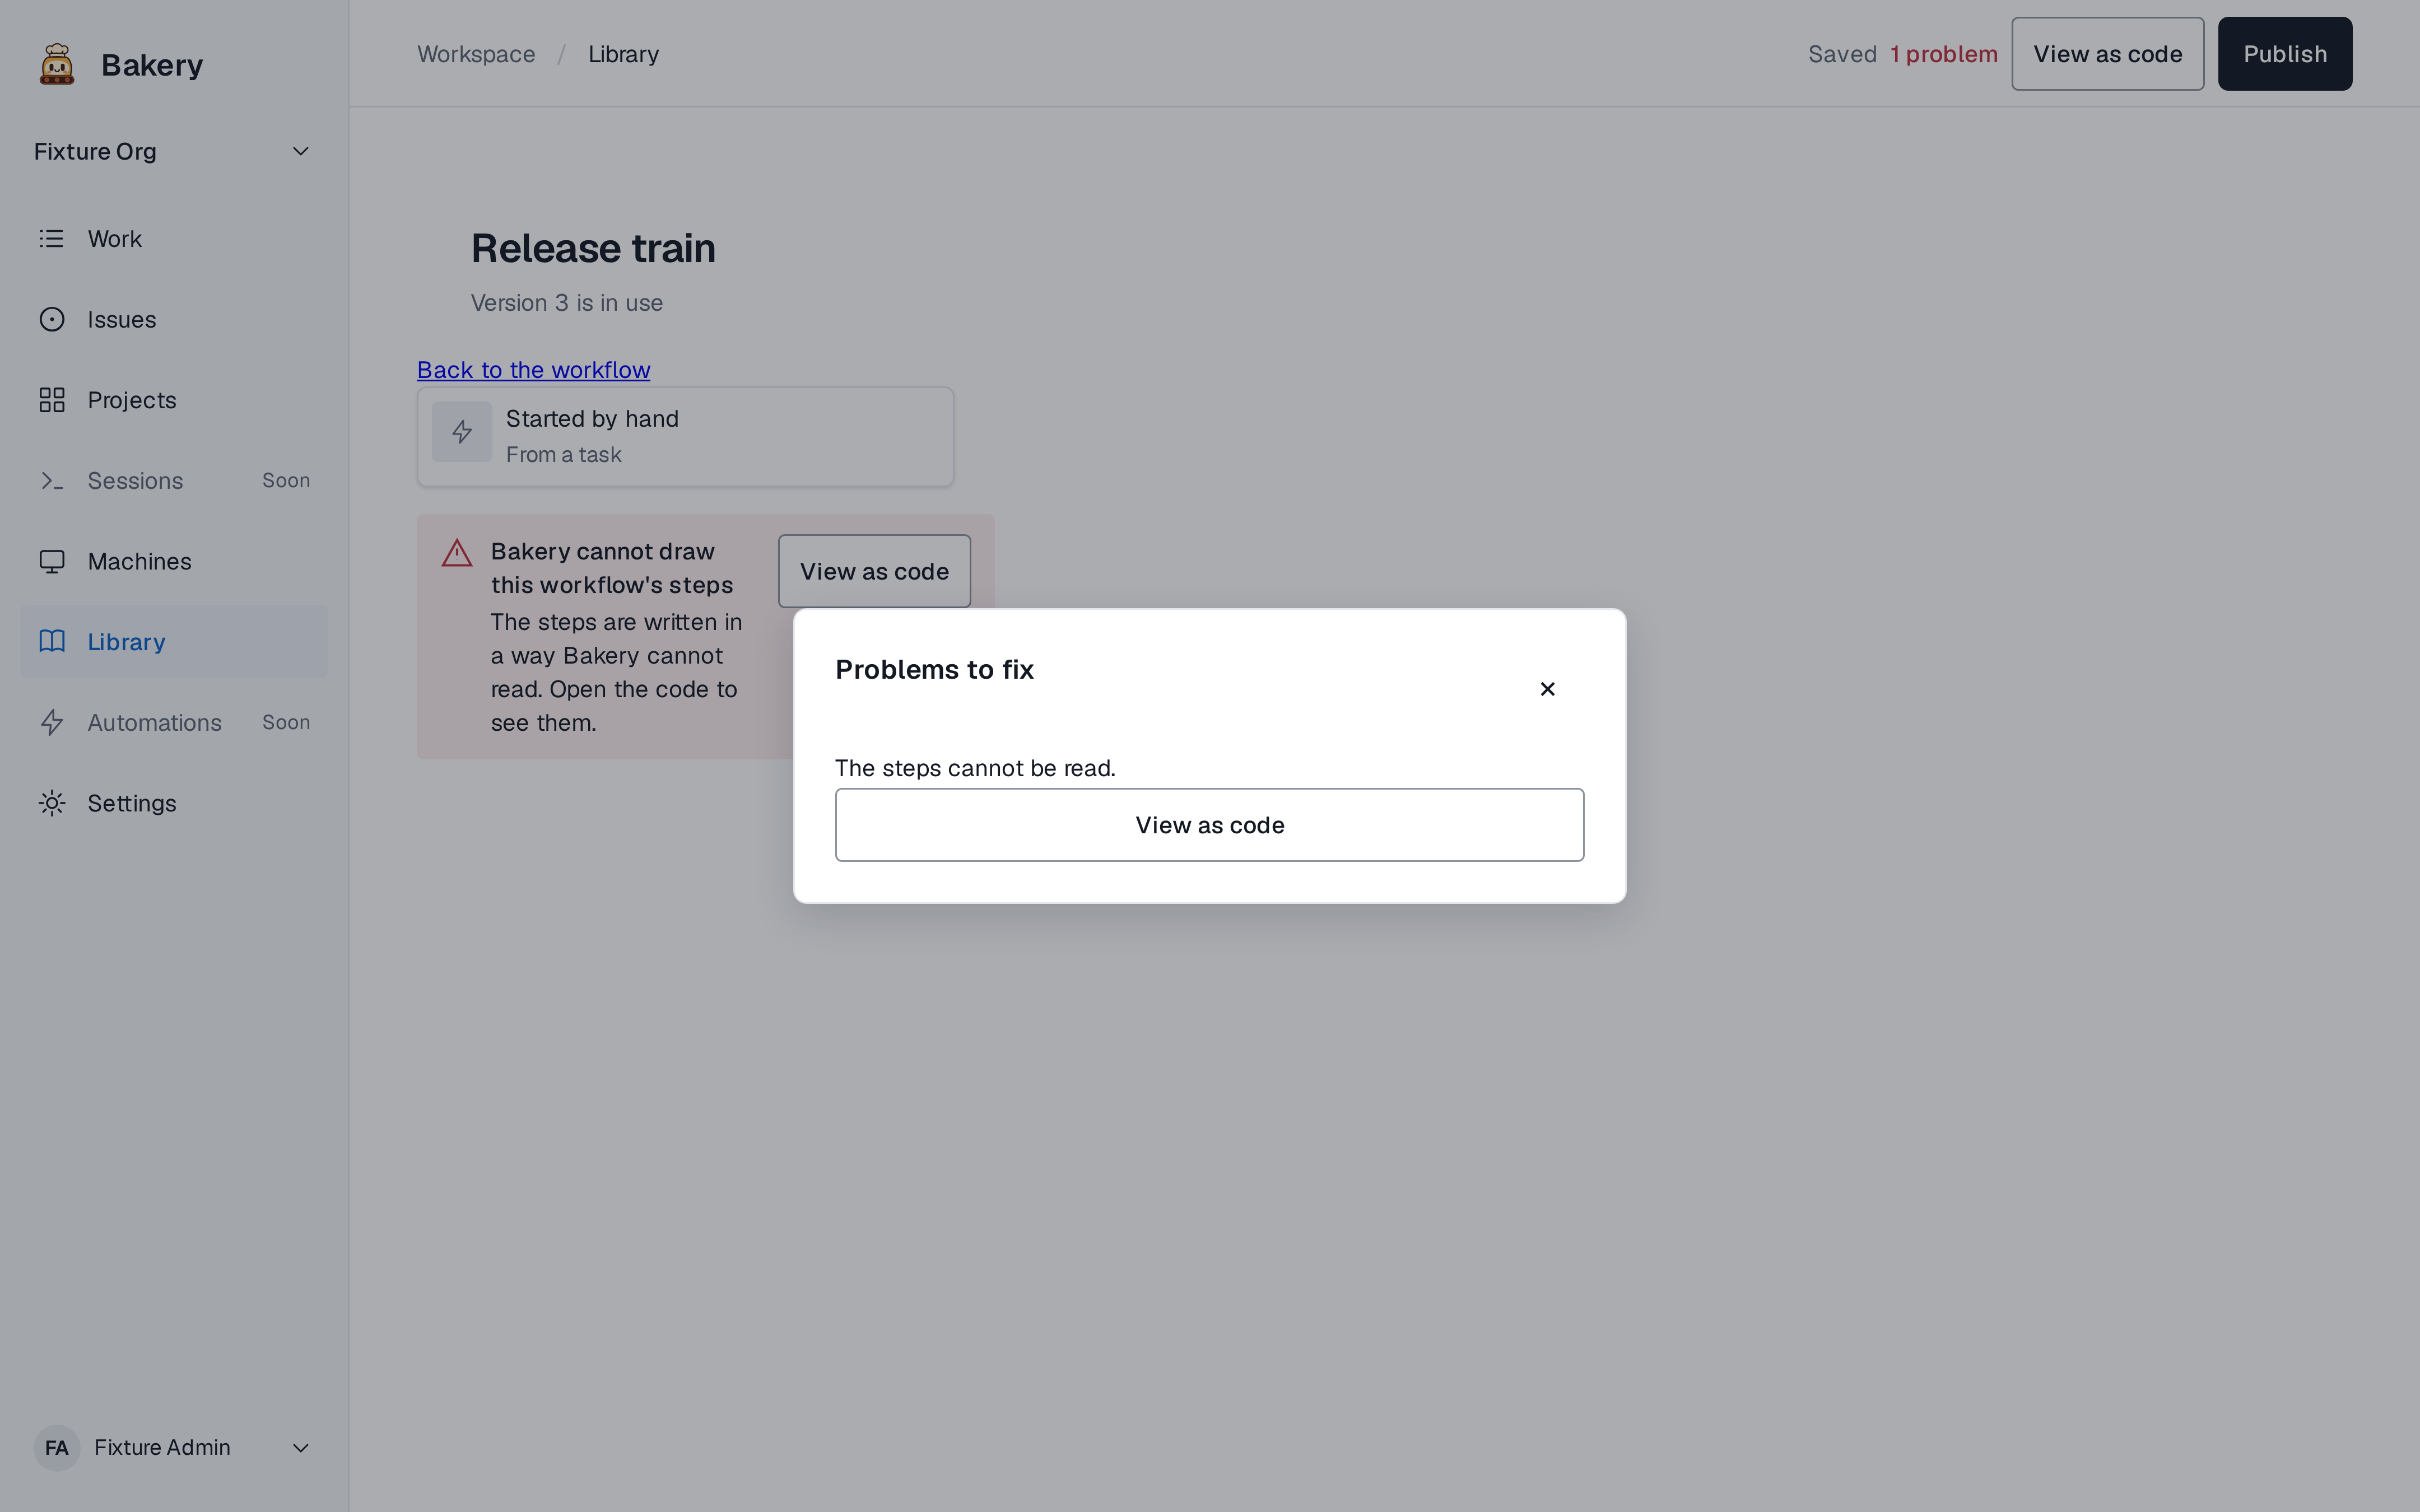 Bakery
Fixture Org
Work
Issues
Projects
Sessions Soon
Machines
Library
Automations Soon
Settings
FA Fixture Admin
Workspace / Library
Saved 1 problem View as code Publish
Release train
Version 3 is in use
Back to the workflow
Started by hand
From a task
Bakery cannot draw
this workflow's steps
The steps are written in
a way Bakery cannot
read. Open the code to
see them.
View as code
Problems to fix
The steps cannot be read.
View as code